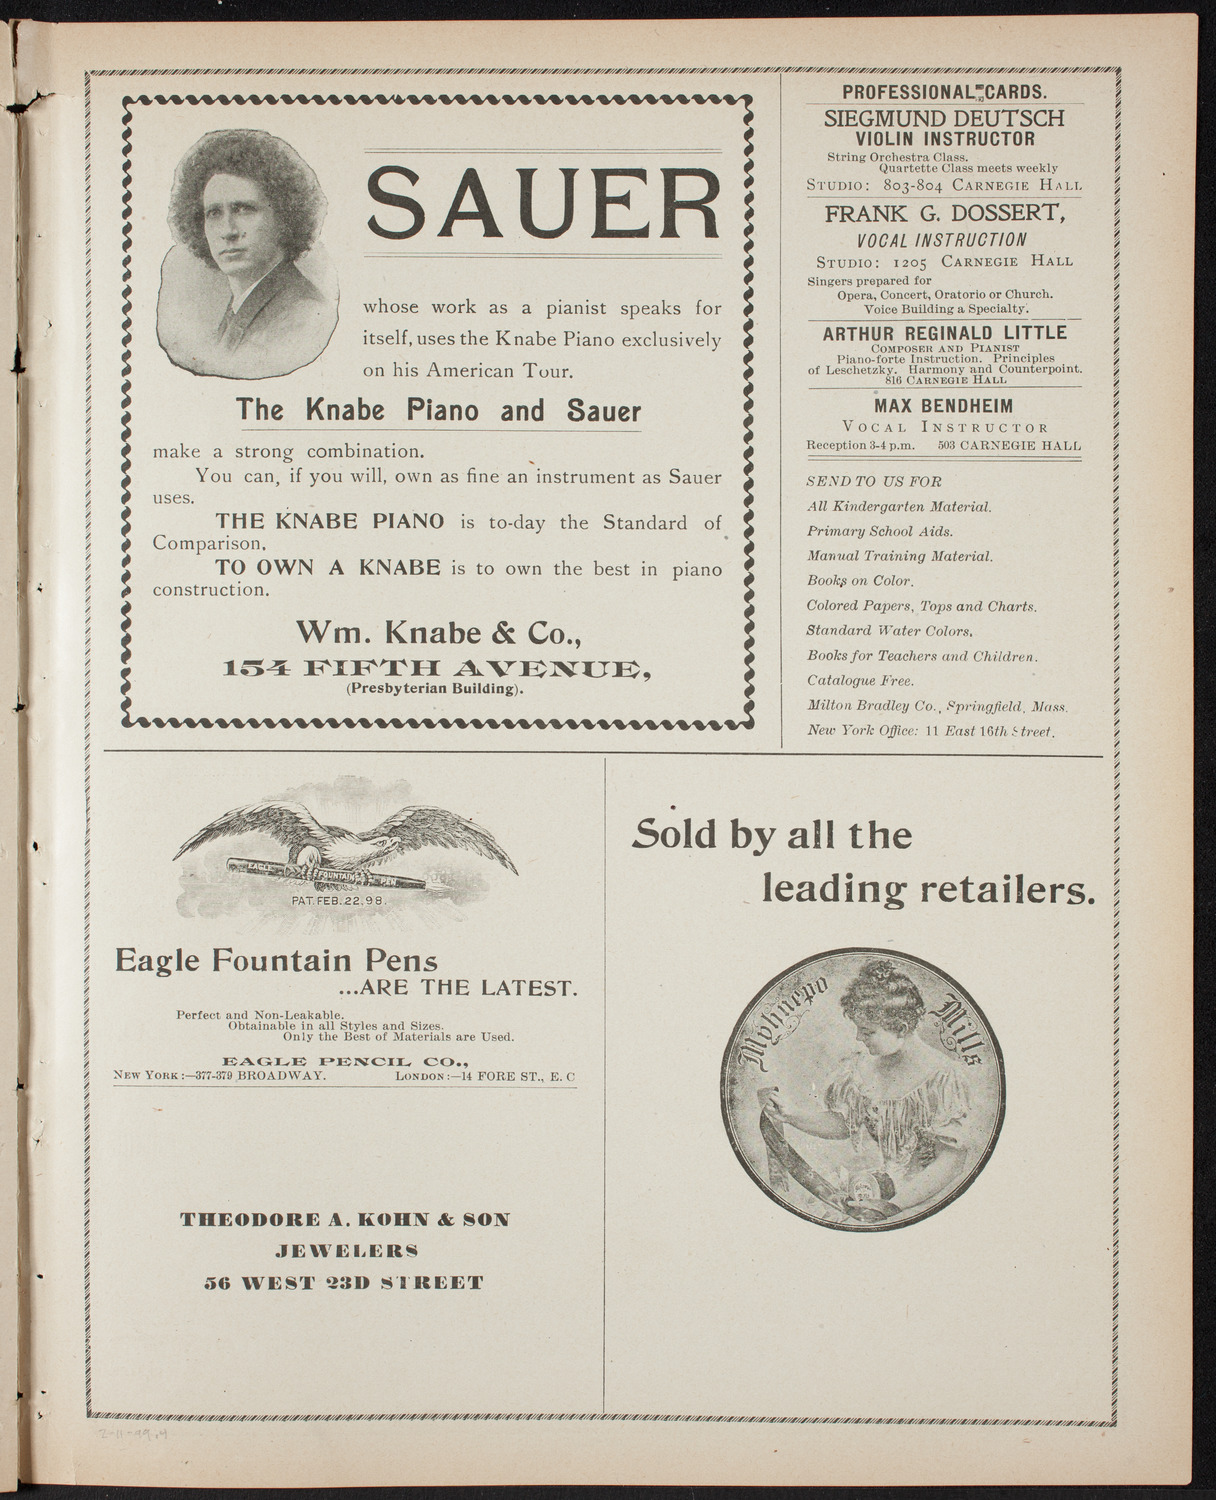 SAUER
whose work as a pianist speaks for
itself, uses the Knabe Piano exclusively
on his American Tour.
The Knabe Piano and Sauer
make a strong combination.
You can, if you will, own as fine an instrument as Sauer
uses.
THE KNABE PIANO is to-day the Standard of
Comparison.
TO OWN A KNABE is to own the best in piano
construction.
Wm. Knabe & Co.,
154 FIFTH AVENUE,
(Presbyterian Building).
PROFESSIONAL CARDS.
SIEGMUND DEUTSCH
VIOLIN INSTRUCTOR
String Orchestra Class.
Quartette Class meets weekly
STUDIO: 803-804 CARNEGIE HALL
FRANK G. DOSSERT,
VOCAL INSTRUCTION
STUDIO: 1205 CARNEGIE HALL
Singers prepared for
Opera, Concert, Oratorio or Church.
Voice Building a Specialty.
ARTHUR REGINALD LITTLE
COMPOSER AND PIANIST
Piano-forte Instruction. Principles
of Leschetzky. Harmony and Counterpoint.
816 CARNEGIE HALL
MAX BENDHEIM
VOCAL INSTRUCTOR
Reception 3-4 p.m. 503 CARNEGIE HALL
SEND TO US FOR
All Kindergarten Material.
Primary School Aids.
Manual Training Material.
Books on Color.
Colored Papers, Tops and Charts.
Standard Water Colors.
Books for Teachers and Children.
Catalogue Free.
Milton Bradley Co., Springfield, Mass.
New York Office: 11 East 16th Street.
EAGLE FOUNTAIN PEN
PAT. FEB. 22, 98.
Eagle Fountain Pens
...ARE THE LATEST.
Perfect and Non-Leakable.
Obtainable in all Styles and Sizes.
Only the Best of Materials are Used.
EAGLE PENCIL CO.,
NEW YORK:—377-379 BROADWAY. LONDON:—14 FORE ST., E. C
THEODORE A. KOHN & SON
JEWELERS
56 WEST 23D STREET
Sold by all the
leading retailers.
Myhnepo Mills
2-11-99.9